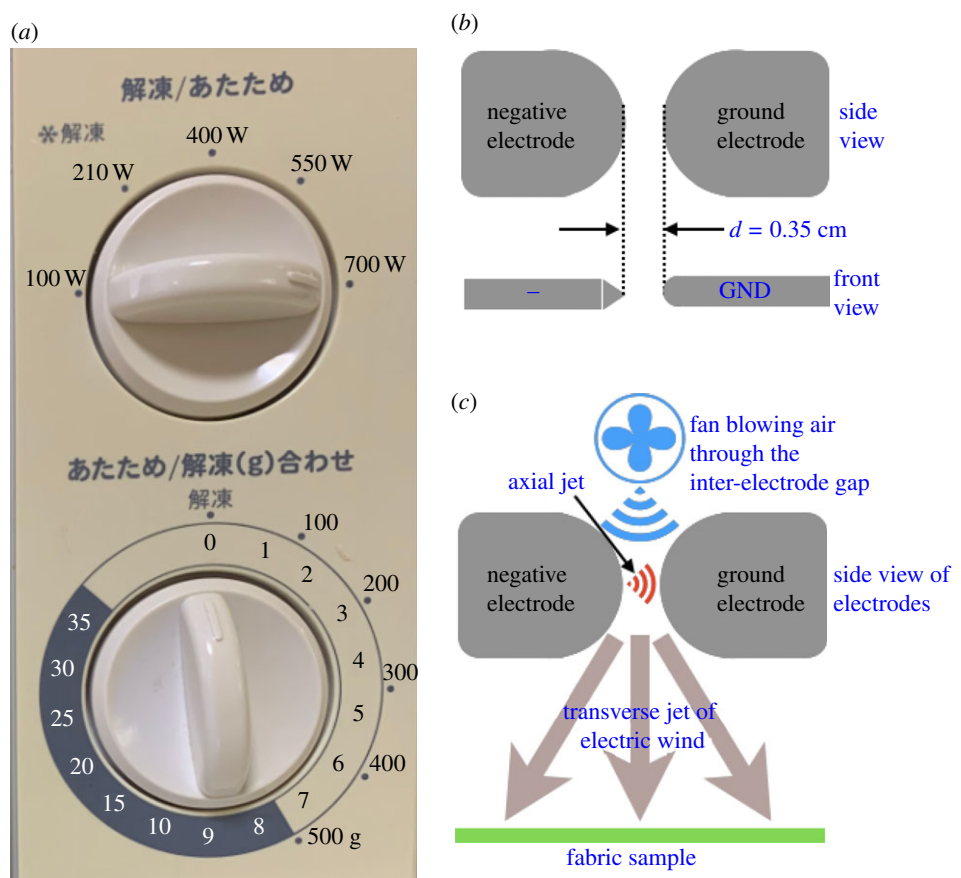 (a)
解凍/あたため
*解凍
400 W
210 W
550 W
100 W
700 W
あたため/解凍(g)合わせ
解凍
0
1
100
2
200
3
4
300
5
6
400
7
500 g
8
9
10
15
20
25
30
35
(b)
negative
electrode
ground
electrode
side
view
d = 0.35 cm
–
GND
front
view
(c)
fan blowing air
through the
inter-electrode gap
axial jet
negative
electrode
ground
electrode
side view of
electrodes
transverse jet of
electric wind
fabric sample